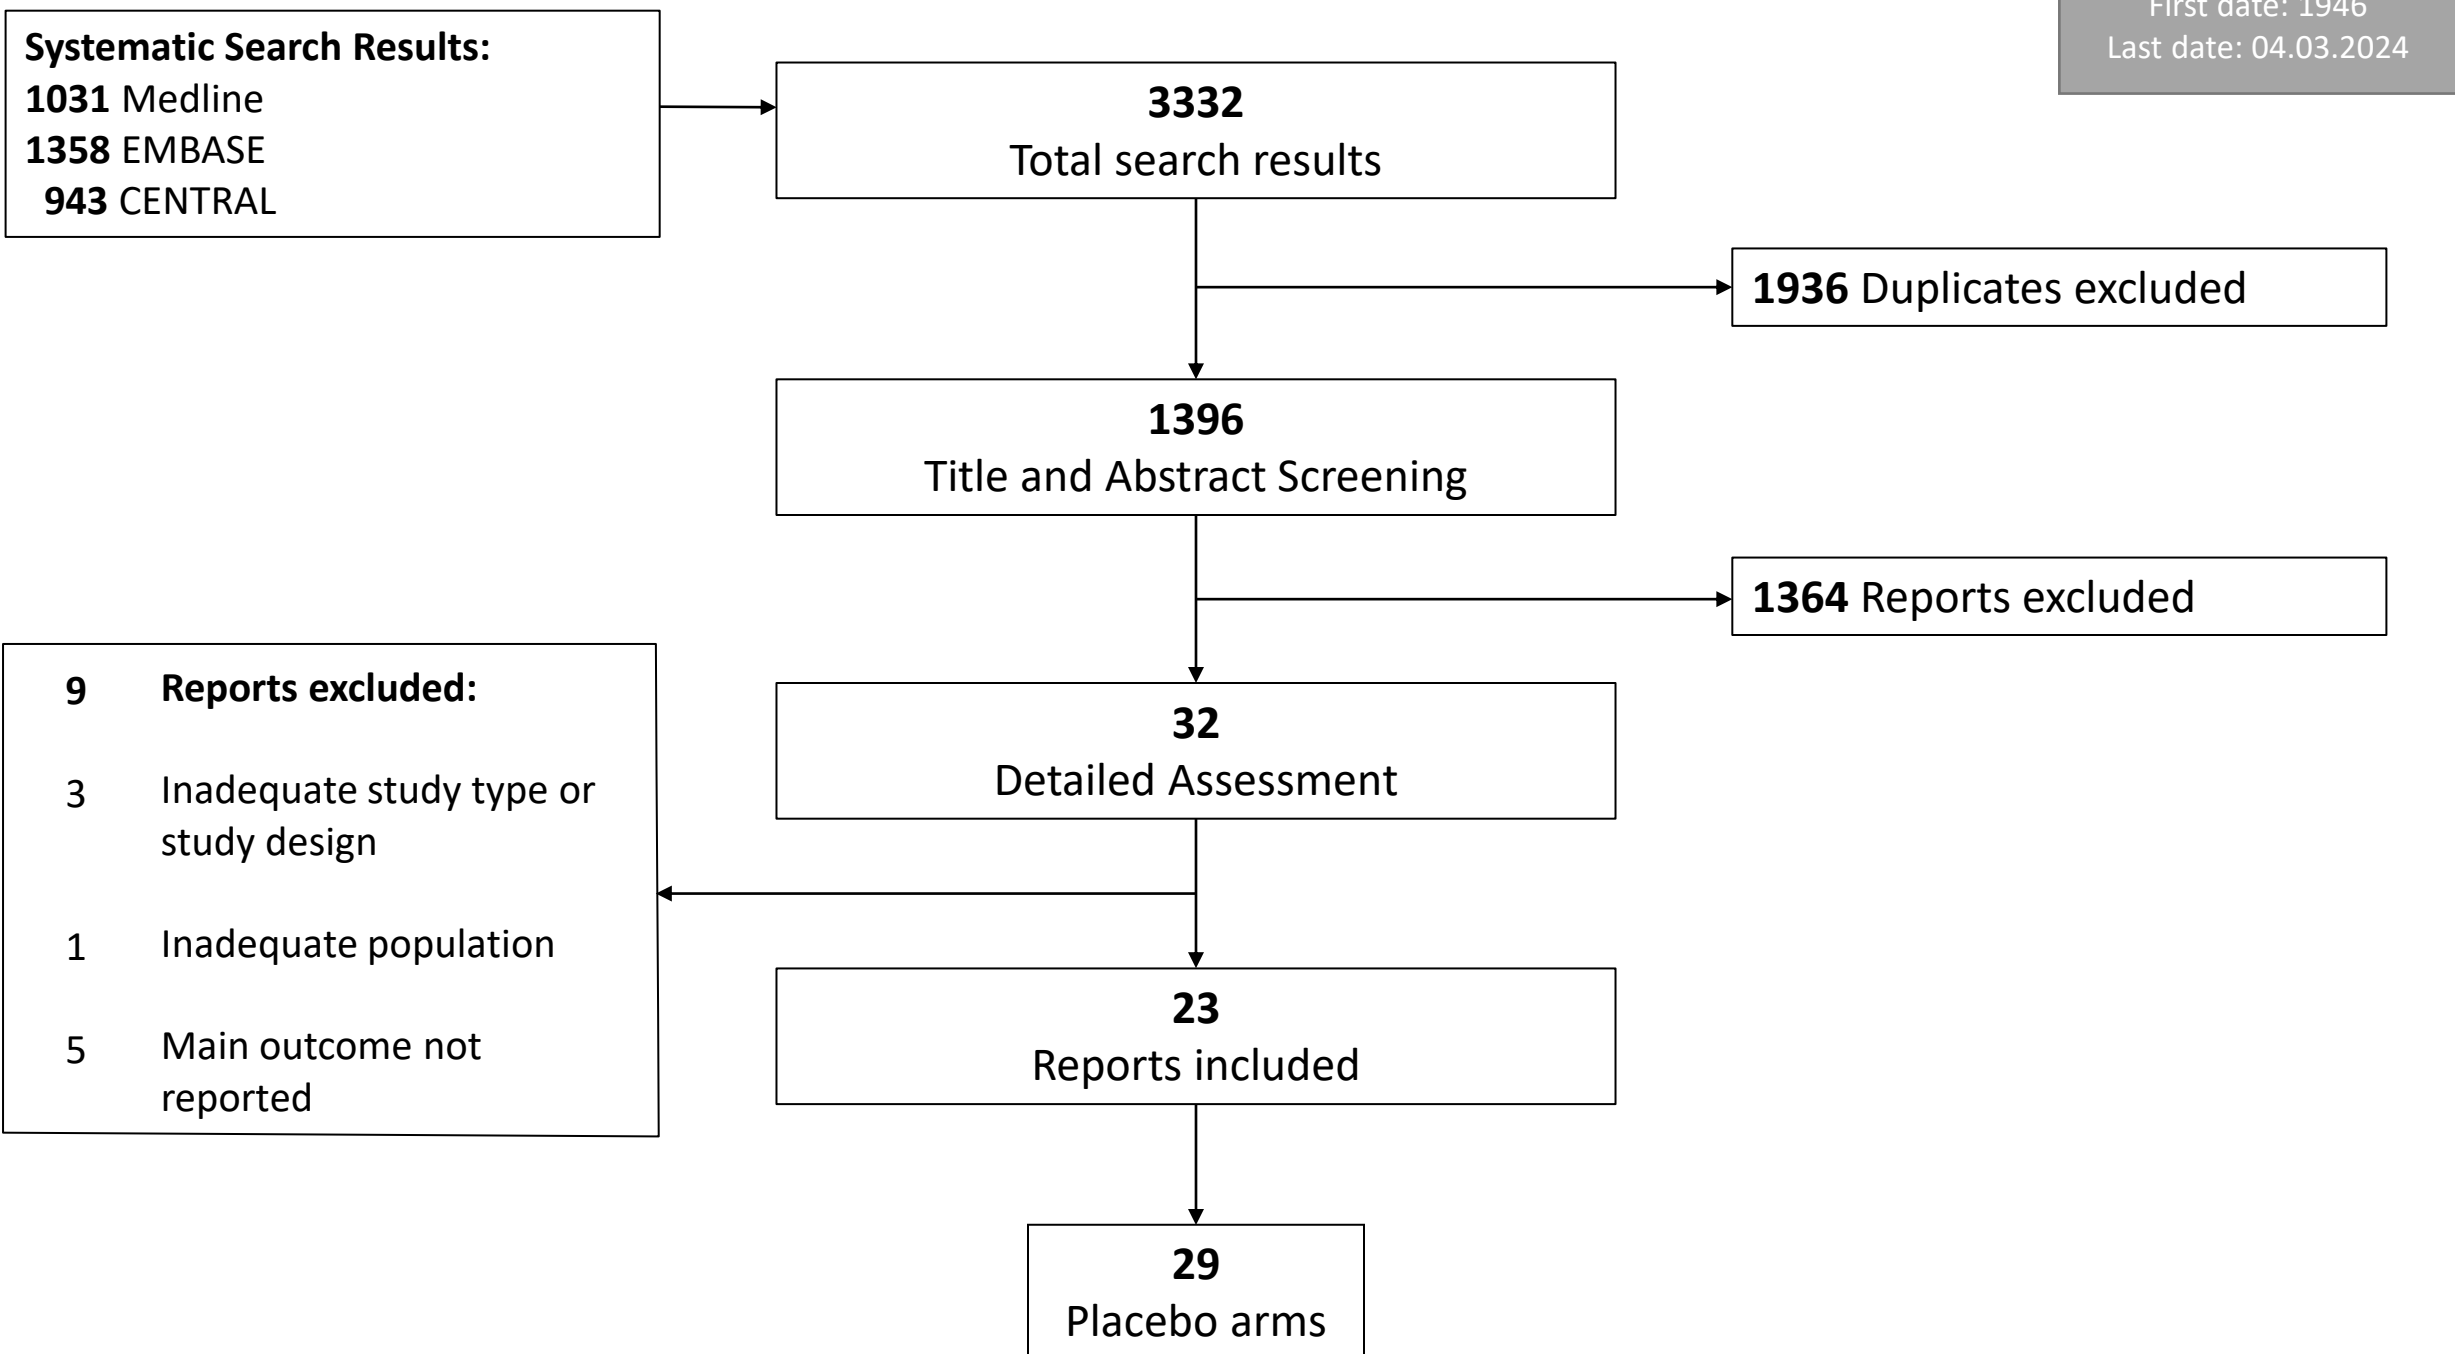 First date: 1946
Last date: 04.03.2024
Systematic Search Results:
1031 Medline
1358 EMBASE
943 CENTRAL
3332
Total search results
1936 Duplicates excluded
1396
Title and Abstract Screening
1364 Reports excluded
32
Detailed Assessment
9 Reports excluded:
3 Inadequate study type or
study design
1 Inadequate population
5 Main outcome not
reported
23
Reports included
29
Placebo arms